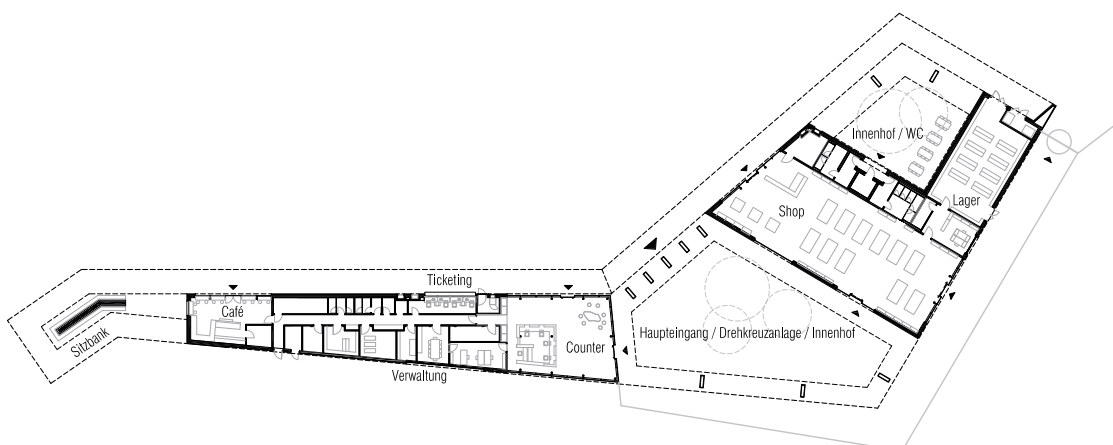 Innenhof / WC
Lager
Shop
Ticketing
Café
Haupteingang / Drehkreuzanlage / Innenhof
Sitzbank
Counter
Verwaltung